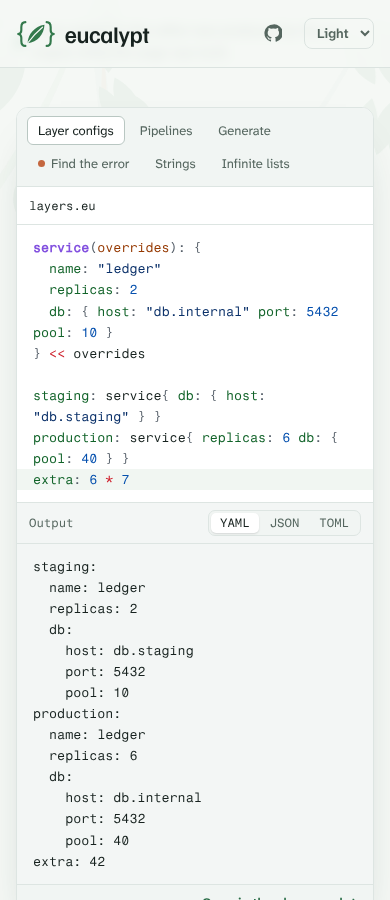 eucalypt
Light
Layer configs Pipelines Generate
Find the error Strings Infinite lists
layers.eu
service(overrides): {
  name: "ledger"
  replicas: 2
  db: { host: "db.internal" port: 5432
pool: 10 }
} << overrides

staging: service{ db: { host:
"db.staging" } }
production: service{ replicas: 6 db: {
pool: 40 } }
extra: 6 * 7
Output YAML JSON TOML
staging:
  name: ledger
  replicas: 2
  db:
    host: db.staging
    port: 5432
    pool: 10
production:
  name: ledger
  replicas: 6
  db:
    host: db.internal
    port: 5432
    pool: 40
extra: 42